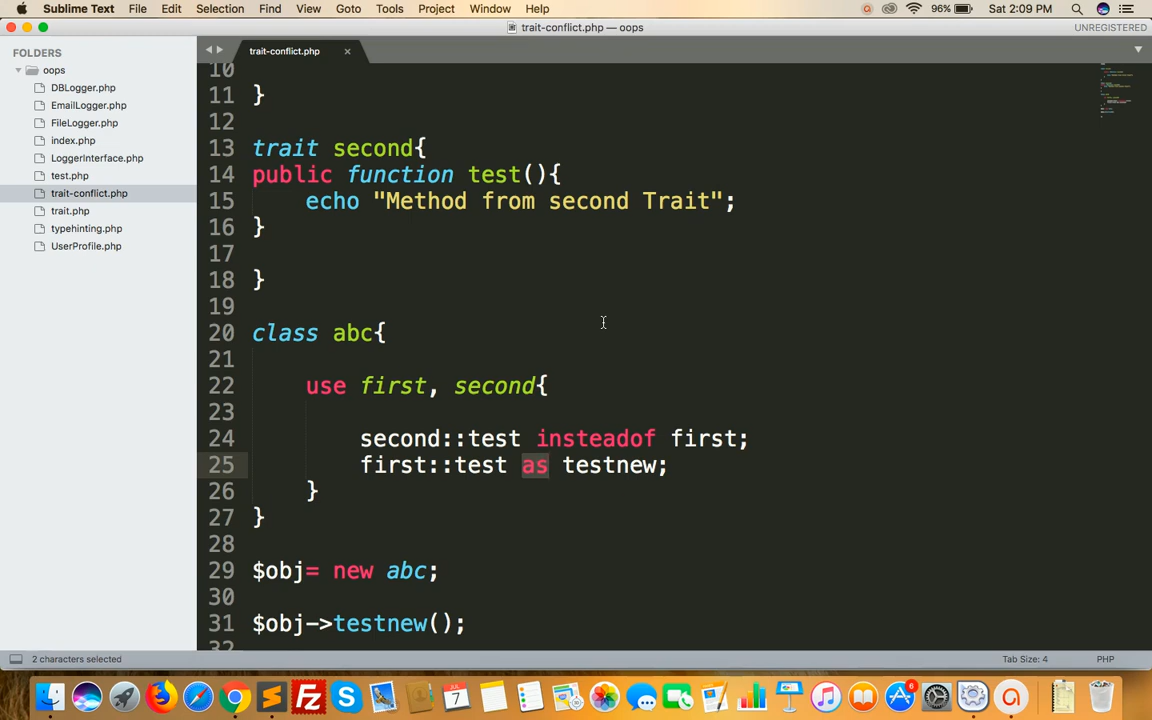 Sublime Text File Edit Selection Find View Goto Tools Project Window Help 96% Sat 2:09 PM
trait-conflict.php — oops UNREGISTERED
FOLDERS
oops
DBLogger.php
EmailLogger.php
FileLogger.php
index.php
LoggerInterface.php
test.php
trait-conflict.php
trait.php
typehinting.php
UserProfile.php
trait-conflict.php ×
10
11 }
12
13 trait second{
14 public function test(){
15 echo "Method from second Trait";
16 }
17
18 }
19
20 class abc{
21
22 use first, second{
23
24 second::test insteadof first;
25 first::test as testnew;
26 }
27 }
28
29 $obj= new abc;
30
31 $obj->testnew();
32
2 characters selected Tab Size: 4 PHP
JUL
7
6